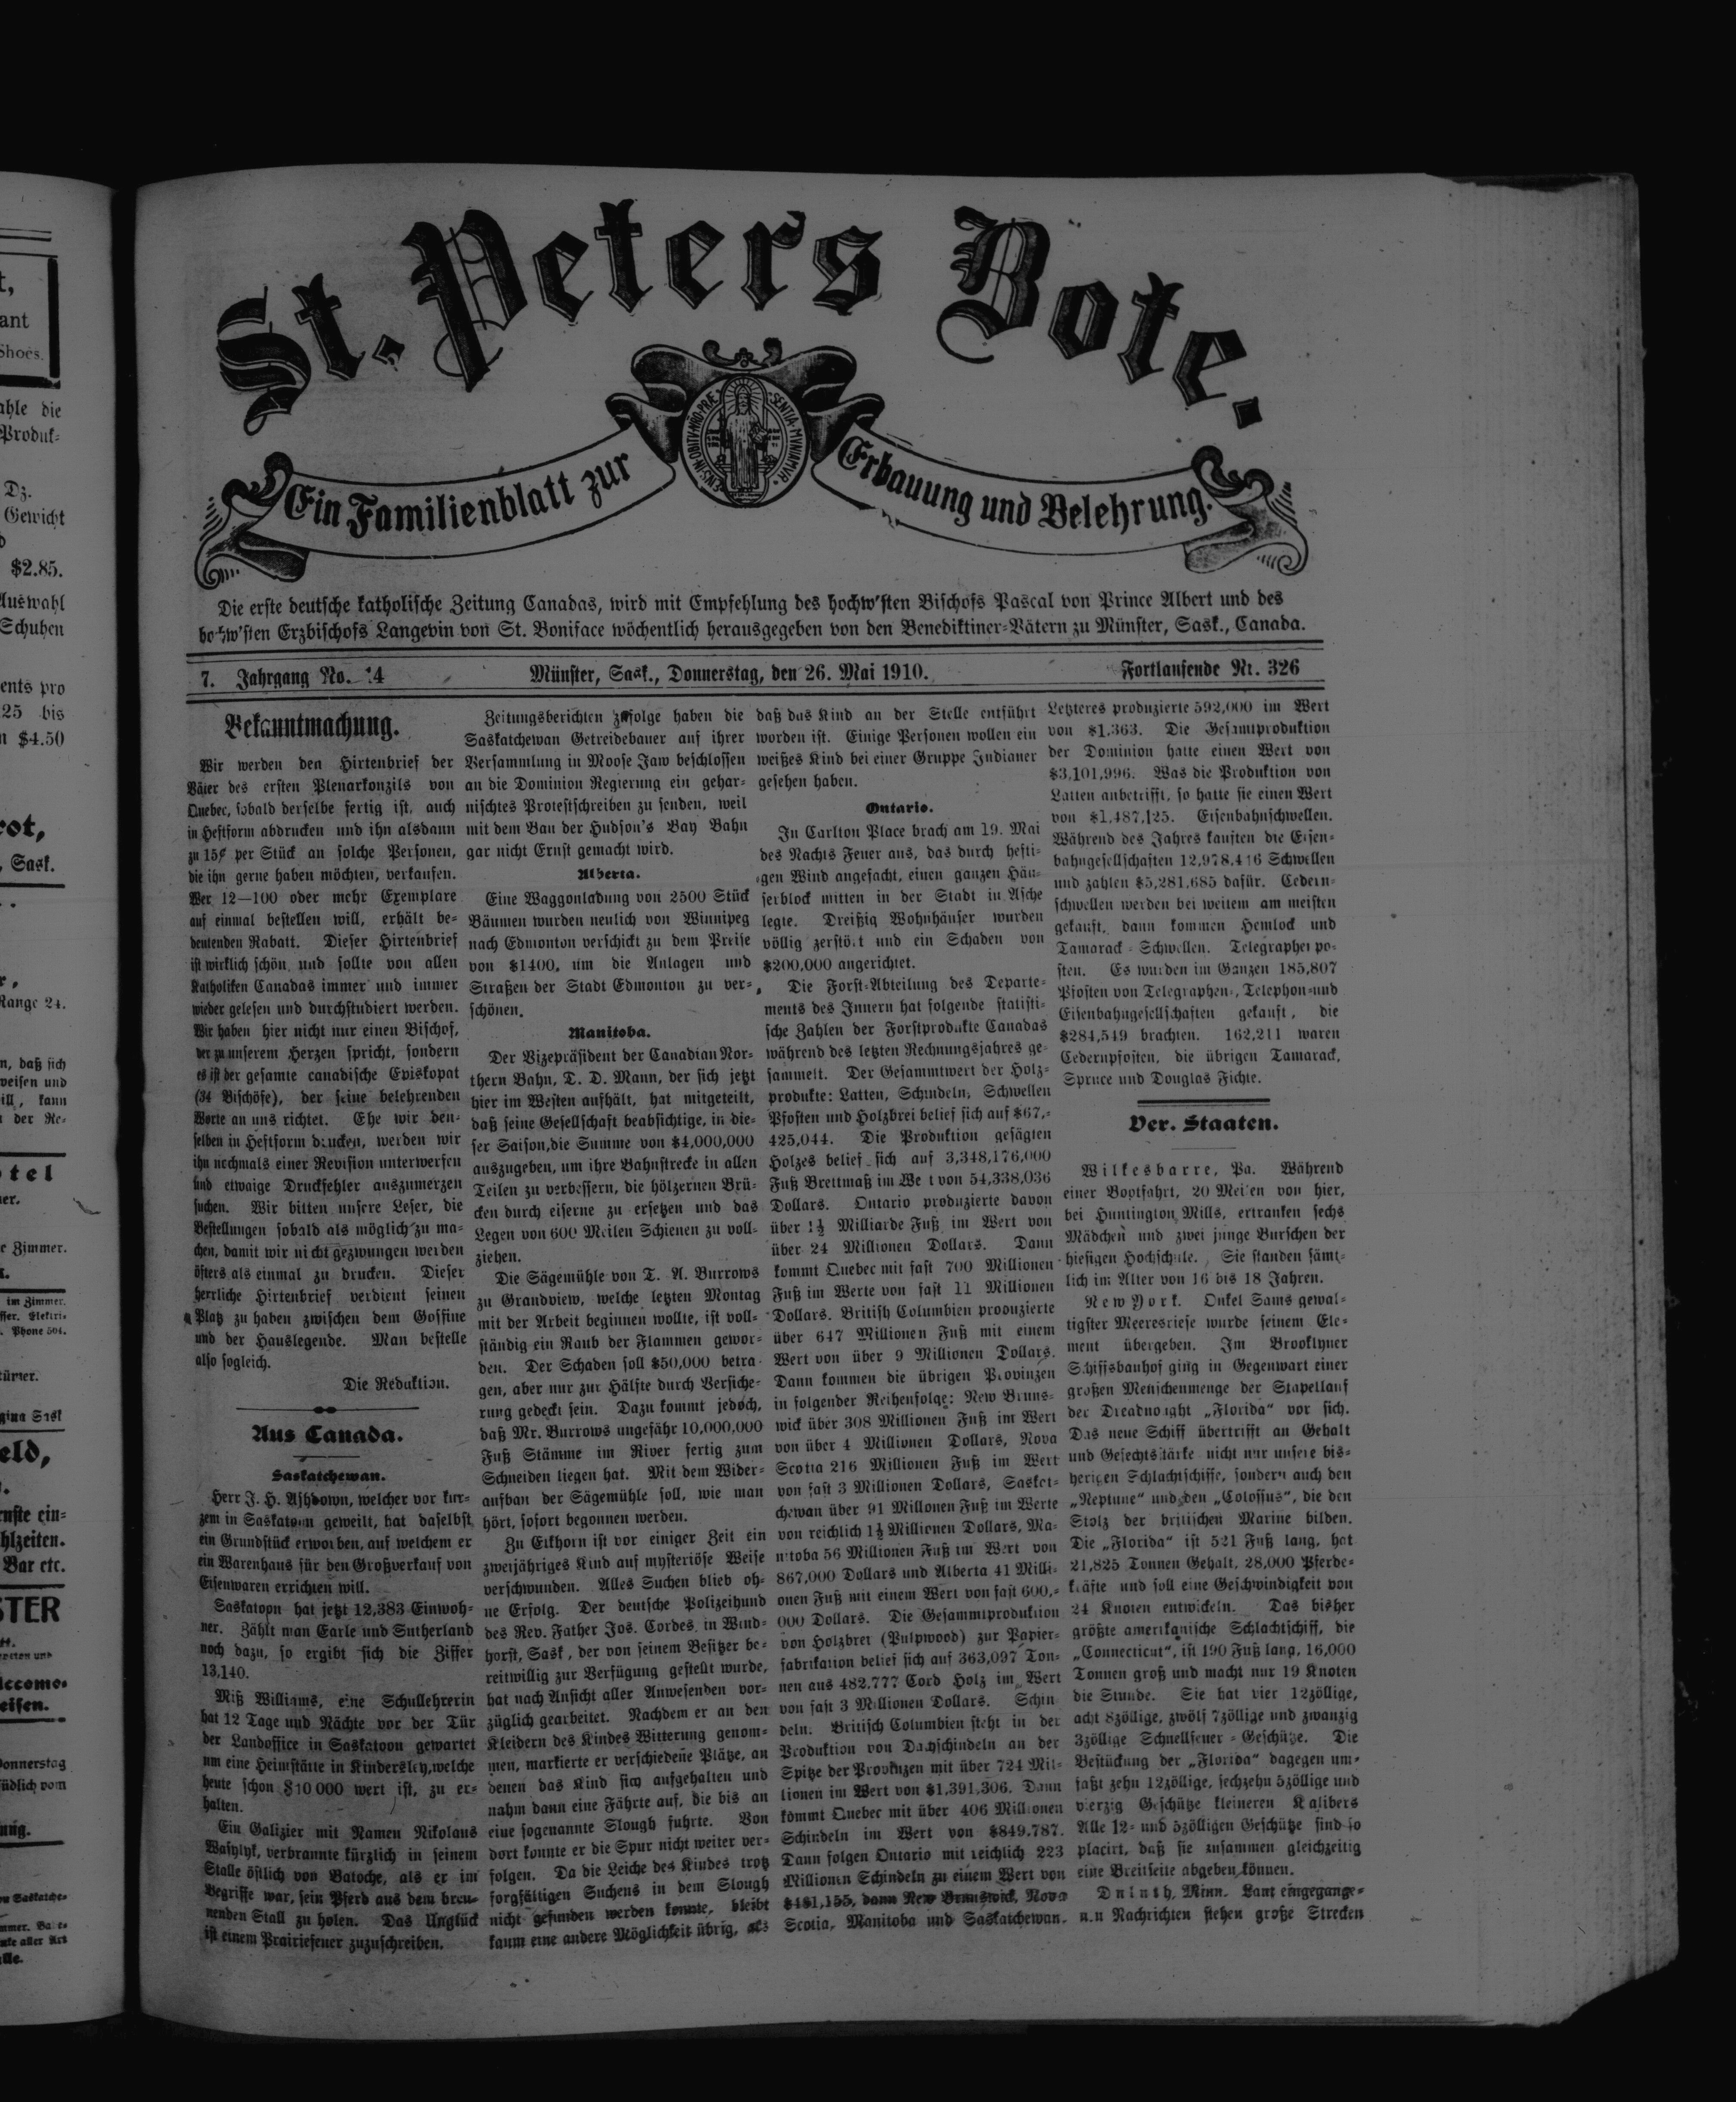 St. Peters Bote.
Ein Familienblatt zur Erbauung und Belehrung.
Die erste deutsche katholische Zeitung Canadas, wird mit Empfehlung des hochw'sten Bischofs Pascal von Prince Albert und des
hochw'sten Erzbischofs Langevin von St. Boniface wöchentlich herausgegeben von den Benediktiner-Vätern zu Münster, Sask., Canada.
7. Jahrgang No. 14 Münster, Sask., Donnerstag, den 26. Mai 1910. Fortlaufende Nr. 326
Bekanntmachung.
Wir werden den Hirtenbrief der
Väter des ersten Plenarkonzils von
Quebec, sobald derselbe fertig ist, auch
in Heftform abdrucken und ihn alsdann
zu 15¢ per Stück an solche Personen,
die ihn gerne haben möchten, verkaufen.
Wer 12—100 oder mehr Exemplare
auf einmal bestellen will, erhält be-
deutenden Rabatt. Dieser Hirtenbrief
ist wirklich schön und sollte von allen
Katholiken Canadas immer und immer
wieder gelesen und durchstudiert werden.
Wir haben hier nicht nur einen Bischof,
der zu unserem Herzen spricht, sondern
es ist der gesamte canadische Episkopat
(34 Bischöfe), der seine belehrenden
Worte an uns richtet. Ehe wir den-
selben in Heftform drucken, werden wir
ihn nochmals einer Revision unterwerfen
und etwaige Druckfehler auszumerzen
suchen. Wir bitten unsere Leser, die
Bestellungen sobald als möglich zu ma-
chen, damit wir nicht gezwungen werden
öfters als einmal zu drucken. Dieser
herrliche Hirtenbrief verdient seinen
Platz zu haben zwischen dem Goffine
und der Hauslegende. Man bestelle
also sogleich.
Die Redaktion.
Aus Canada.
Saskatchewan.
Herr J. H. Ashdown, welcher vor kur-
zem in Saskatoon geweilt, hat daselbst
ein Grundstück erworben, auf welchem er
ein Warenhaus für den Großverkauf von
Eisenwaren errichten will.
Saskatoon hat jetzt 12,383 Einwoh-
ner. Zählt man Earle und Sutherland
noch dazu, so ergibt sich die Ziffer
13,140.
Miß Williams, eine Schullehrerin
hat 12 Tage und Nächte vor der Tür
der Landoffice in Saskatoon gewartet
um eine Heimstätte in Kindersley, welche
heute schon $10 000 wert ist, zu er-
halten.
Ein Galizier mit Namen Nikolaus
Wasylyk, verbrannte kürzlich in seinem
Stalle östlich von Batoche, als er im
Begriffe war, sein Pferd aus dem bren-
nenden Stall zu holen. Das Unglück
ist einem Prairiefeuer zuzuschreiben.
Zeitungsberichten zufolge haben die
Saskatchewan Getreidebauer auf ihrer
Versammlung in Moose Jaw beschlossen
an die Dominion Regierung ein gehar-
nischtes Protestschreiben zu senden, weil
mit dem Bau der Hudson's Bay Bahn
gar nicht Ernst gemacht wird.
Alberta.
Eine Waggonladung von 2500 Stück
Bäumen wurden neulich von Winnipeg
nach Edmonton verschickt zu dem Preise
von $1400, um die Anlagen und
Straßen der Stadt Edmonton zu ver-
schönen.
Manitoba.
Der Vizepräsident der Canadian Nor-
thern Bahn, T. D. Mann, der sich jetzt
hier im Westen aufhält, hat mitgeteilt,
daß seine Gesellschaft beabsichtige, in die-
ser Saison, die Summe von $4,000,000
auszugeben, um ihre Bahnstrecke in allen
Teilen zu verbessern, die hölzernen Brü-
cken durch eiserne zu ersetzen und das
Legen von 600 Meilen Schienen zu voll-
ziehen.
Die Sägemühle von T. A. Burrows
zu Grandview, welche letzten Montag
mit der Arbeit beginnen wollte, ist voll-
ständig ein Raub der Flammen gewor-
den. Der Schaden soll $50,000 betra-
gen, aber nur zur Hälfte durch Versiche-
rung gedeckt sein. Dazu kommt jedoch,
daß Mr. Burrows ungefähr 10,000,000
Fuß Stämme im River fertig zum
Schneiden liegen hat. Mit dem Wider-
aufbau der Sägemühle soll, wie man
hört, sofort begonnen werden.
Zu Elkhorn ist vor einiger Zeit ein
zweijähriges Kind auf mysteriöse Weise
verschwunden. Alles Suchen blieb oh-
ne Erfolg. Der deutsche Polizeihund
des Rev. Father Jos. Cordes, in Wind-
horst, Sask, der von seinem Besitzer be-
reitwillig zur Verfügung gestellt wurde,
hat nach Ansicht aller Anwesenden vor-
züglich gearbeitet. Nachdem er an den
Kleidern des Kindes Witterung genom-
men, markierte er verschiedene Plätze, an
denen das Kind sich aufgehalten und
nahm dann eine Fährte auf, die bis an
eine sogenannte Slough führte. Von
dort konnte er die Spur nicht weiter ver-
folgen. Da die Leiche des Kindes trotz
sorgfältigen Suchens in dem Slough
nicht gefunden werden konnte, bleibt
kaum eine andere Möglichkeit übrig, als
daß das Kind an der Stelle entführt
worden ist. Einige Personen wollen ein
weißes Kind bei einer Gruppe Indianer
gesehen haben.
Ontario.
In Carlton Place brach am 19. Mai
des Nachts Feuer aus, das durch hefti-
gen Wind angefacht, einen ganzen Häu-
serblock mitten in der Stadt in Asche
legte. Dreißig Wohnhäuser wurden
völlig zerstört und ein Schaden von
$200,000 angerichtet.
Die Forst-Abteilung des Departe-
ments des Innern hat folgende statisti-
sche Zahlen der Forstprodukte Canadas
während des letzten Rechnungsjahres ge-
sammelt. Der Gesammtwert der Holz-
produkte: Latten, Schindeln, Schwellen
Pfosten und Holzbrei belief sich auf $67,-
425,044. Die Produktion gesägten
Holzes belief sich auf 3,348,176,000
Fuß Brettmaß im Wert von 54,338,036
Dollars. Ontario produzierte davon
über 1½ Milliarde Fuß im Wert von
über 24 Millionen Dollars. Dann
kommt Quebec mit fast 700 Millionen
Fuß im Werte von fast 11 Millionen
Dollars. British Columbien produzierte
über 647 Millionen Fuß mit einem
Wert von über 9 Millionen Dollars.
Dann kommen die übrigen Provinzen
in folgender Reihenfolge: New Bruns-
wick über 308 Millionen Fuß im Wert
von über 4 Millionen Dollars, Nova
Scotia 216 Millionen Fuß im Wert
von fast 3 Millionen Dollars, Saskat-
chewan über 91 Millonen Fuß im Werte
von reichlich 1½ Millionen Dollars, Ma-
nitoba 56 Millionen Fuß im Wert von
867,000 Dollars und Alberta 41 Milli-
onen Fuß mit einem Wert von fast 600,-
000 Dollars. Die Gesammtproduktion
von Holzbrei (Pulpwood) zur Papier-
fabrikation belief sich auf 363,097 Ton-
nen aus 482,777 Cord Holz im Wert
von fast 3 Millionen Dollars. Schin
deln. Britisch Columbien steht in der
Produktion von Dachschindeln an der
Spitze der Provinzen mit über 724 Mil-
lionen im Wert von $1,391,306. Dann
kommt Quebec mit über 406 Millionen
Schindeln im Wert von $849,787.
Dann folgen Ontario mit reichlich 223
Millionen Schindeln zu einem Wert von
$481,155, dann New Brunswick, Nova
Scotia, Manitoba und Saskatchewan.
Letzteres produzierte 592,000 im Wert
von $1,363. Die Gesamtproduktion
der Dominion hatte einen Wert von
$3,101,996. Was die Produktion von
Latten anbetrifft, so hatte sie einen Wert
von $1,487,125. Eisenbahnschwellen.
Während des Jahres kauften die Eisen-
bahngesellschaften 12,978,416 Schwellen
und zahlen $5,281,685 dafür. Cedern-
schwellen werden bei weitem am meisten
gekauft, dann kommen Hemlock und
Tamarack-Schwellen. Telegraphenpo-
sten. Es wurden im Ganzen 185,807
Pfosten von Telegraphen-, Telephon-und
Eisenbahngesellschaften gekauft, die
$284,549 brachten. 162,211 waren
Cedernpfosten, die übrigen Tamarack,
Spruce und Douglas Fichte.
Ver. Staaten.
Wilkesbarre, Pa. Während
einer Bootfahrt, 20 Meilen von hier,
bei Huntington Mills, ertranken sechs
Mädchen und zwei junge Burschen der
hiesigen Hochschule. Sie standen sämt-
lich im Alter von 16 bis 18 Jahren.
New York. Onkel Sams gewal-
tigster Meeresriese wurde seinem Ele-
ment übergeben. Im Brooklyner
Schiffsbauhof ging in Gegenwart einer
großen Menschenmenge der Stapellauf
der Dreadnought „Florida“ vor sich.
Das neue Schiff übertrifft an Gehalt
und Gefechtsstärke nicht nur unsere bis-
herigen Schlachtschiffe, sondern auch den
„Neptune“ und den „Colossus“, die den
Stolz der britischen Marine bilden.
Die „Florida“ ist 521 Fuß lang, hat
21,825 Tonnen Gehalt, 28,000 Pferde-
kräfte und soll eine Geschwindigkeit von
24 Knoten entwickeln. Das bisher
größte amerikanische Schlachtschiff, die
„Connecticut“, ist 190 Fuß lang, 16,000
Tonnen groß und macht nur 19 Knoten
die Stunde. Sie hat vier 12zöllige,
acht 8zöllige, zwölf 7zöllige und zwanzig
3zöllige Schnellfeuer-Geschütze. Die
Bestückung der „Florida“ dagegen um-
faßt zehn 12zöllige, sechzehn 5zöllige und
vierzig Geschütze kleineren Kalibers
Alle 12- und 5zölligen Geschütze sind so
placirt, daß sie zusammen gleichzeitig
eine Breitseite abgeben können.
Duluth, Minn. Laut eingegange-
nen Nachrichten stehen große Strecken